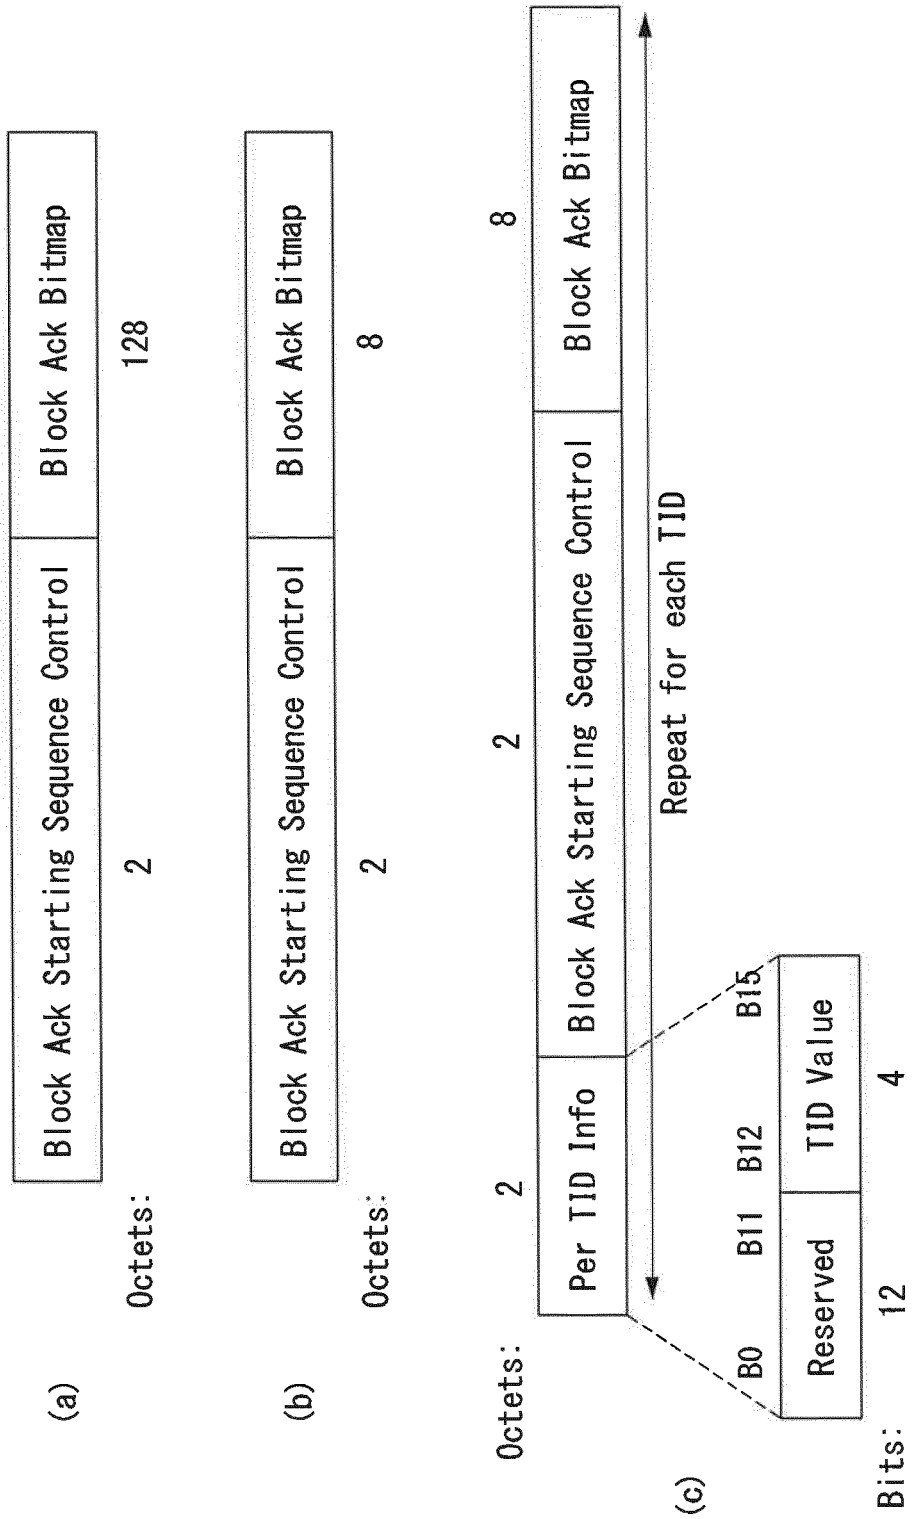 (a)
Block Ack Starting Sequence Control Block Ack Bitmap
Octets: 2 128
(b)
Block Ack Starting Sequence Control Block Ack Bitmap
Octets: 2 8
Octets: 2 2 8
(c)
Per TID Info Block Ack Starting Sequence Control Block Ack Bitmap
Repeat for each TID
B0 B11 B12 B15
Reserved TID Value
Bits: 12 4